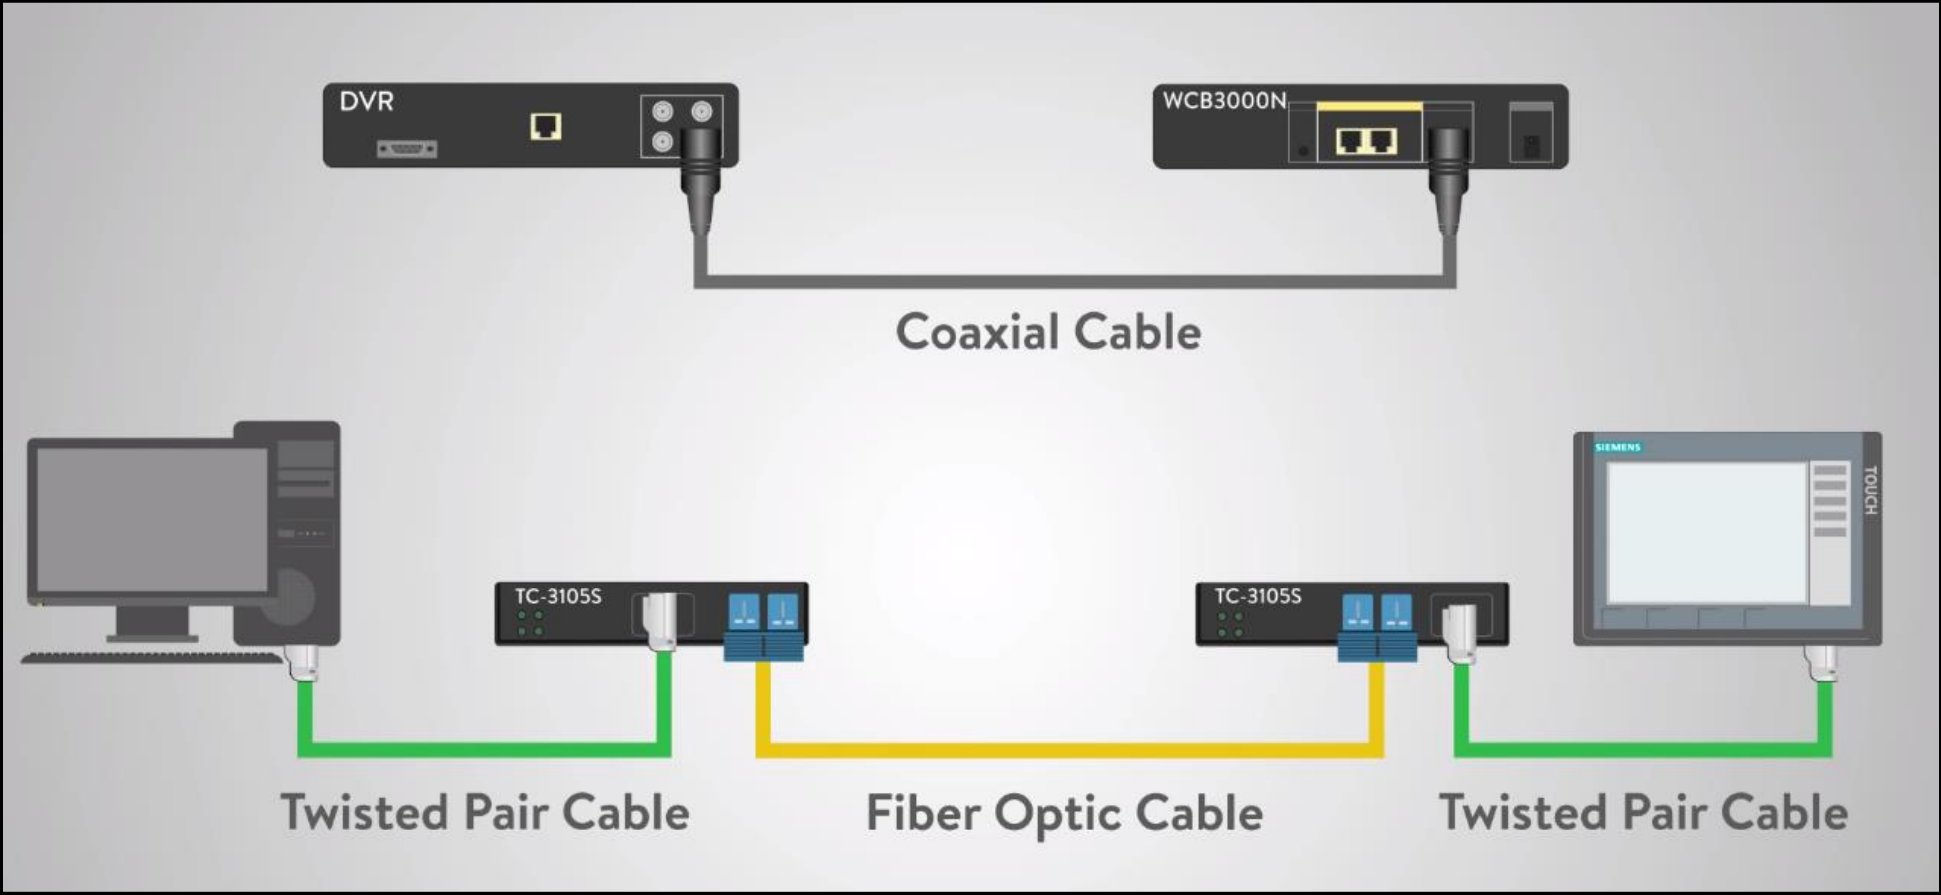 DVR
WCB3000N
Coaxial Cable
SIEMENS
TOUCH
TC-3105S
TC-3105S
Twisted Pair Cable
Fiber Optic Cable
Twisted Pair Cable